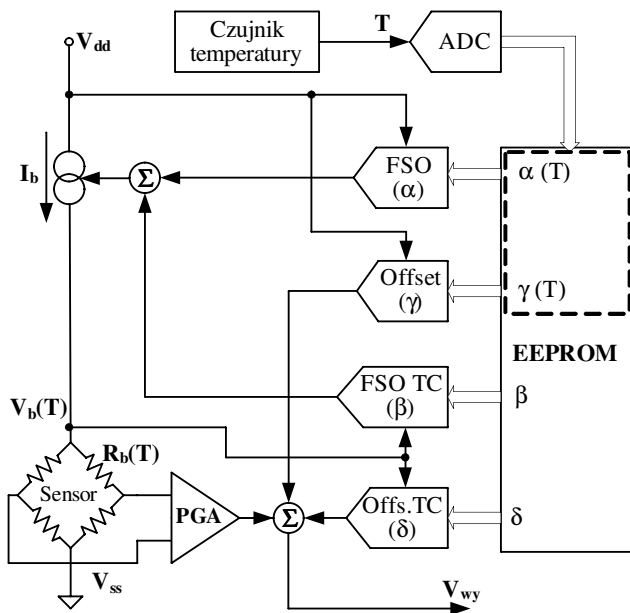 V_dd
Czujnik
temperatury
T
ADC
I_b
Σ
FSO
(α)
α (T)
Offset
(γ)
γ (T)
EEPROM
FSO TC
(β)
β
V_b(T)
R_b(T)
Sensor
PGA
Σ
Offs.TC
(δ)
δ
V_ss
V_wy